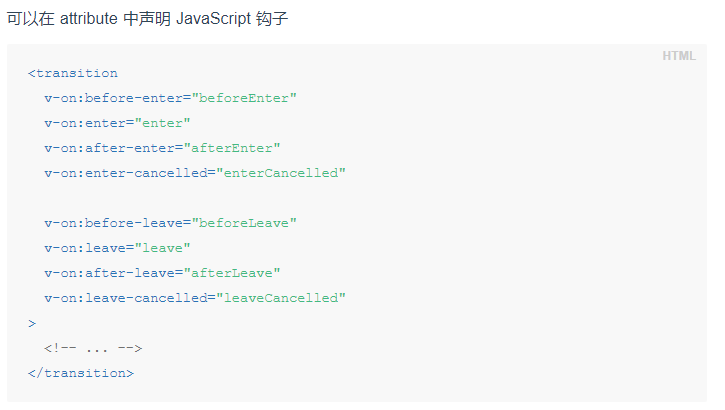 可以在 attribute 中声明 JavaScript 钩子
HTML
<transition
  v-on:before-enter="beforeEnter"
  v-on:enter="enter"
  v-on:after-enter="afterEnter"
  v-on:enter-cancelled="enterCancelled"

  v-on:before-leave="beforeLeave"
  v-on:leave="leave"
  v-on:after-leave="afterLeave"
  v-on:leave-cancelled="leaveCancelled"
>
  <!-- ... -->
</transition>